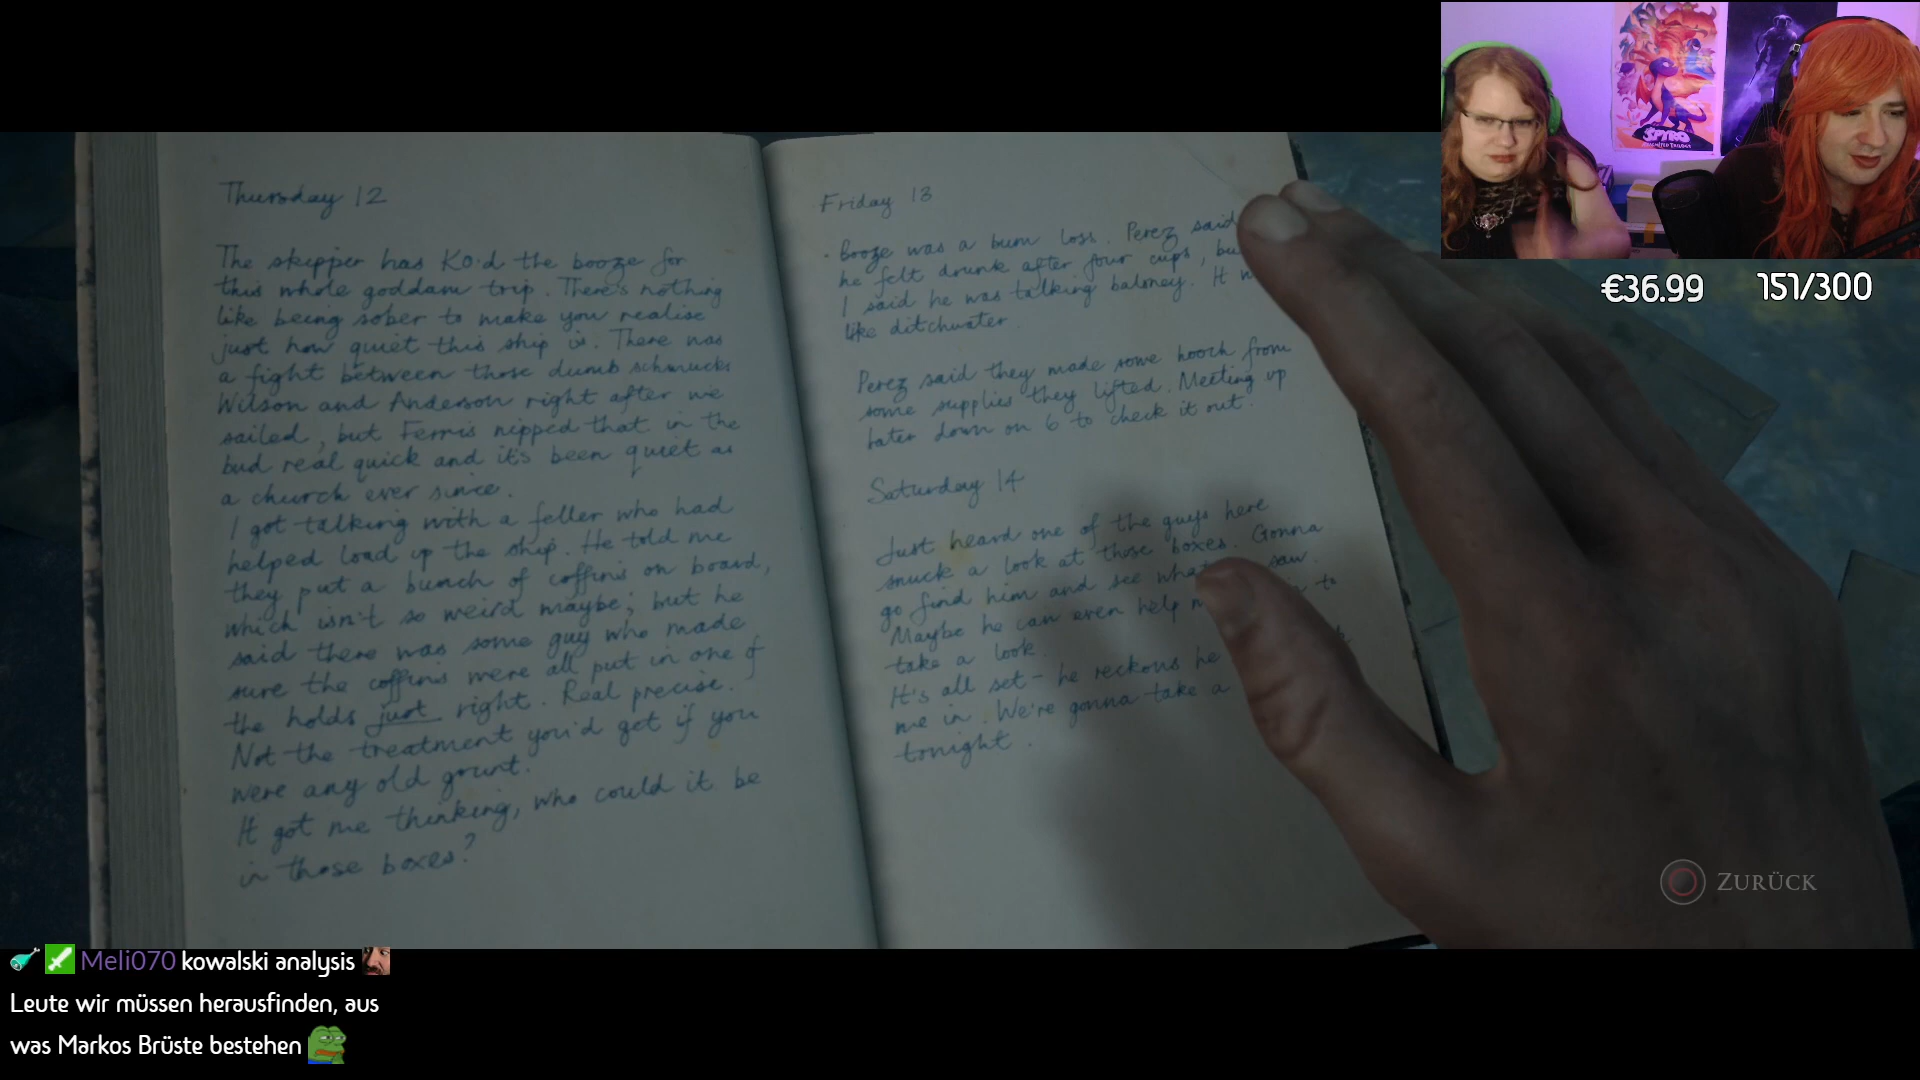 Thursday 12
The skipper has KO'd the booze for
this whole goddam trip. There's nothing
like being sober to make you realise
just how quiet this ship is. There was
a fight between those dumb schmucks
Wilson and Anderson right after we
sailed, but Ferris nipped that in the
bud real quick and it's been quiet as
a church ever since.
I got talking with a feller who had
helped load up the ship. He told me
they put a bunch of coffins on board,
which isn't so weird maybe; but he
said there was some guy who made
sure the coffins were all put in one of
the holds just right. Real precise.
Not the treatment you'd get if you
were any old grunt.
It got me thinking, who could it be
in those boxes?
Friday 13
Booze was a bum loss. Perez said
he felt drunk after four cups, bu
I said he was talking baloney. It w
like ditchwater.
Perez said they made some hooch from
some supplies they lifted. Meeting up
later down on 6 to check it out.
Saturday 14
Just heard one of the guys here
snuck a look at those boxes. Gonna
go find him and see what saw.
Maybe he can even help to
take a look.
It's all set - he reckons he
me in. We're gonna take a
tonight.
SPYRO
€36.99 151/300
ZURÜCK
Meli070 kowalski analysis
Leute wir müssen herausfinden, aus
was Markos Brüste bestehen